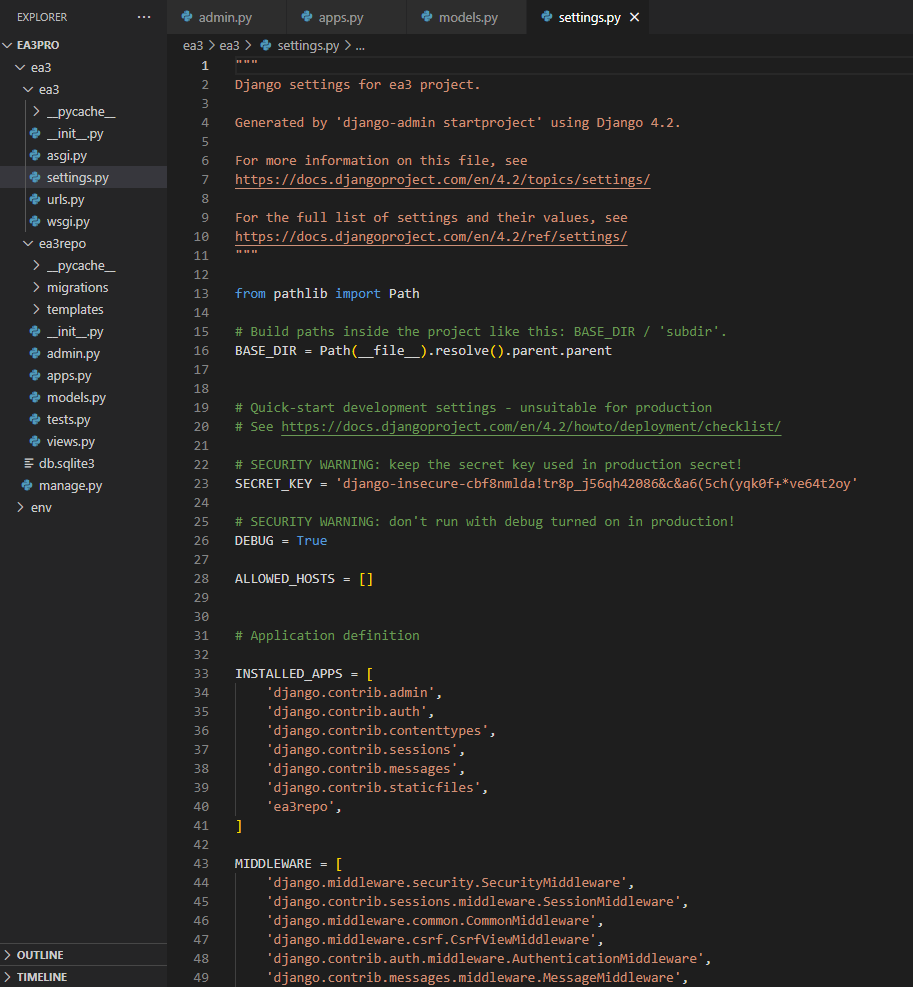 EXPLORER
...
EA3PRO
ea3
ea3
__pycache__
__init__.py
asgi.py
settings.py
urls.py
wsgi.py
ea3repo
__pycache__
migrations
templates
__init__.py
admin.py
apps.py
models.py
tests.py
views.py
db.sqlite3
manage.py
env
OUTLINE
TIMELINE
admin.py apps.py models.py settings.py
ea3 > ea3 > settings.py > ...
1 """
2 Django settings for ea3 project.
3
4 Generated by 'django-admin startproject' using Django 4.2.
5
6 For more information on this file, see
7 https://docs.djangoproject.com/en/4.2/topics/settings/
8
9 For the full list of settings and their values, see
10 https://docs.djangoproject.com/en/4.2/ref/settings/
11 """
12
13 from pathlib import Path
14
15 # Build paths inside the project like this: BASE_DIR / 'subdir'.
16 BASE_DIR = Path(__file__).resolve().parent.parent
17
18
19 # Quick-start development settings - unsuitable for production
20 # See https://docs.djangoproject.com/en/4.2/howto/deployment/checklist/
21
22 # SECURITY WARNING: keep the secret key used in production secret!
23 SECRET_KEY = 'django-insecure-cbf8nmlda!tr8p_j56qh42086&c&a6(5ch(yqk0f+*ve64t2oy'
24
25 # SECURITY WARNING: don't run with debug turned on in production!
26 DEBUG = True
27
28 ALLOWED_HOSTS = []
29
30
31 # Application definition
32
33 INSTALLED_APPS = [
34 'django.contrib.admin',
35 'django.contrib.auth',
36 'django.contrib.contenttypes',
37 'django.contrib.sessions',
38 'django.contrib.messages',
39 'django.contrib.staticfiles',
40 'ea3repo',
41 ]
42
43 MIDDLEWARE = [
44 'django.middleware.security.SecurityMiddleware',
45 'django.contrib.sessions.middleware.SessionMiddleware',
46 'django.middleware.common.CommonMiddleware',
47 'django.middleware.csrf.CsrfViewMiddleware',
48 'django.contrib.auth.middleware.AuthenticationMiddleware',
49 'django.contrib.messages.middleware.MessageMiddleware',